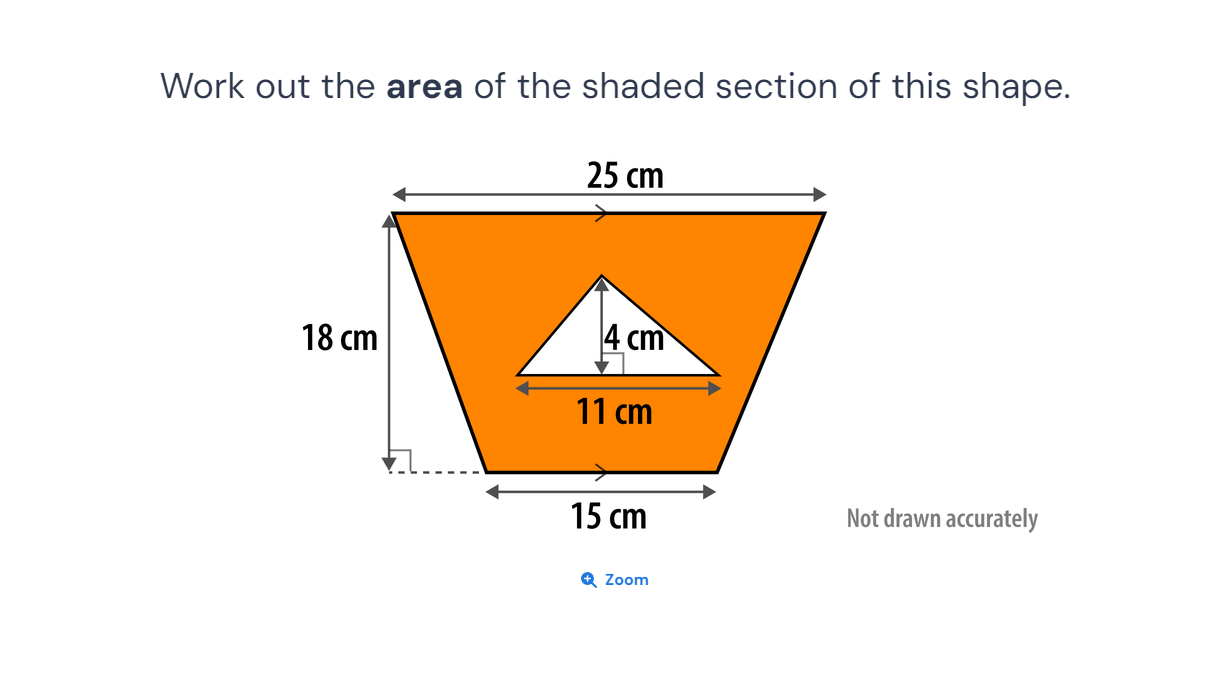 Work out the area of the shaded section of this shape.
25 cm
18 cm
4 cm
11 cm
15 cm
Not drawn accurately
Zoom